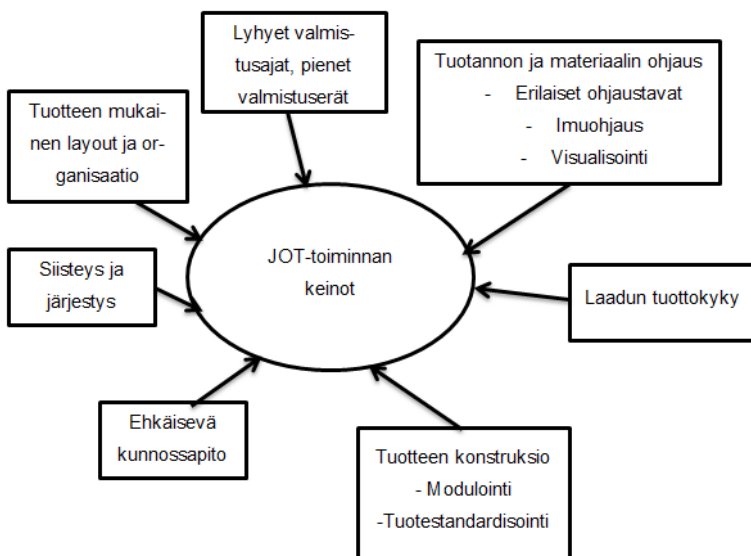 Lyhyet valmis-
tusajat, pienet
valmistuserät
Tuotannon ja materiaalin ohjaus
- Erilaiset ohjaustavat
- Imuohjaus
- Visualisointi
Tuotteen mukai-
nen layout ja or-
ganisaatio
JOT-toiminnan
keinot
Siisteys ja
järjestys
Laadun tuottokyky
Ehkäisevä
kunnossapito
Tuotteen konstruksio
- Modulointi
-Tuotestandardisointi